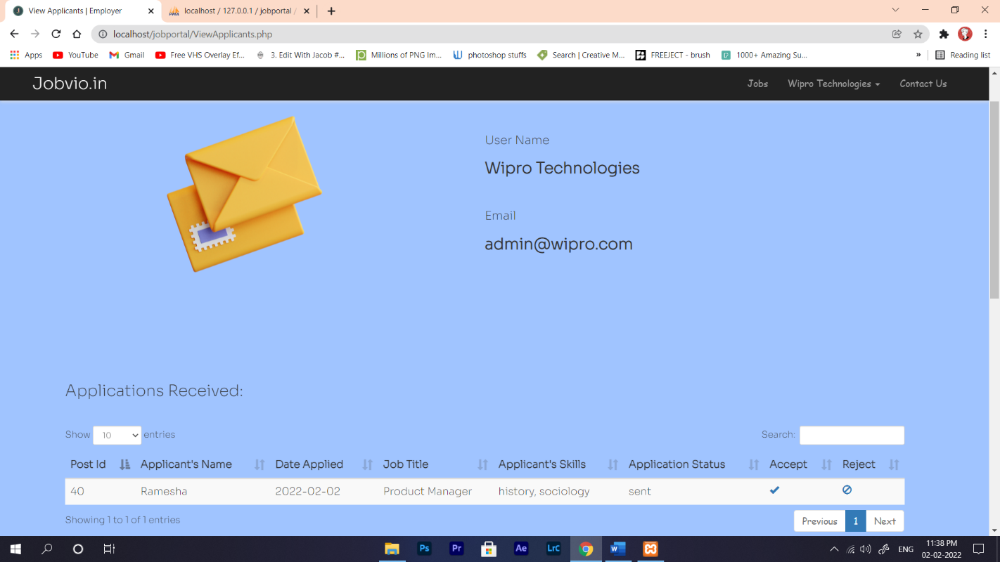 View Applicants | Employer
localhost / 127.0.0.1 / jobportal /
localhost/jobportal/ViewApplicants.php
Apps YouTube Gmail Free VHS Overlay Ef... 3. Edit With Jacob #... Millions of PNG Im... photoshop stuffs Search | Creative M... FREEJECT - brush 1000+ Amazing Su... » Reading list
Jobvio.in Jobs Wipro Technologies Contact Us
User Name
Wipro Technologies
Email
admin@wipro.com
Applications Received:
Show 10 entries Search:
Post Id Applicant's Name Date Applied Job Title Applicant's Skills Application Status Accept Reject
40 Ramesha 2022-02-02 Product Manager history, sociology sent
Showing 1 to 1 of 1 entries Previous 1 Next
Ps Pr Ae LrC W ENG 11:38 PM
02-02-2022